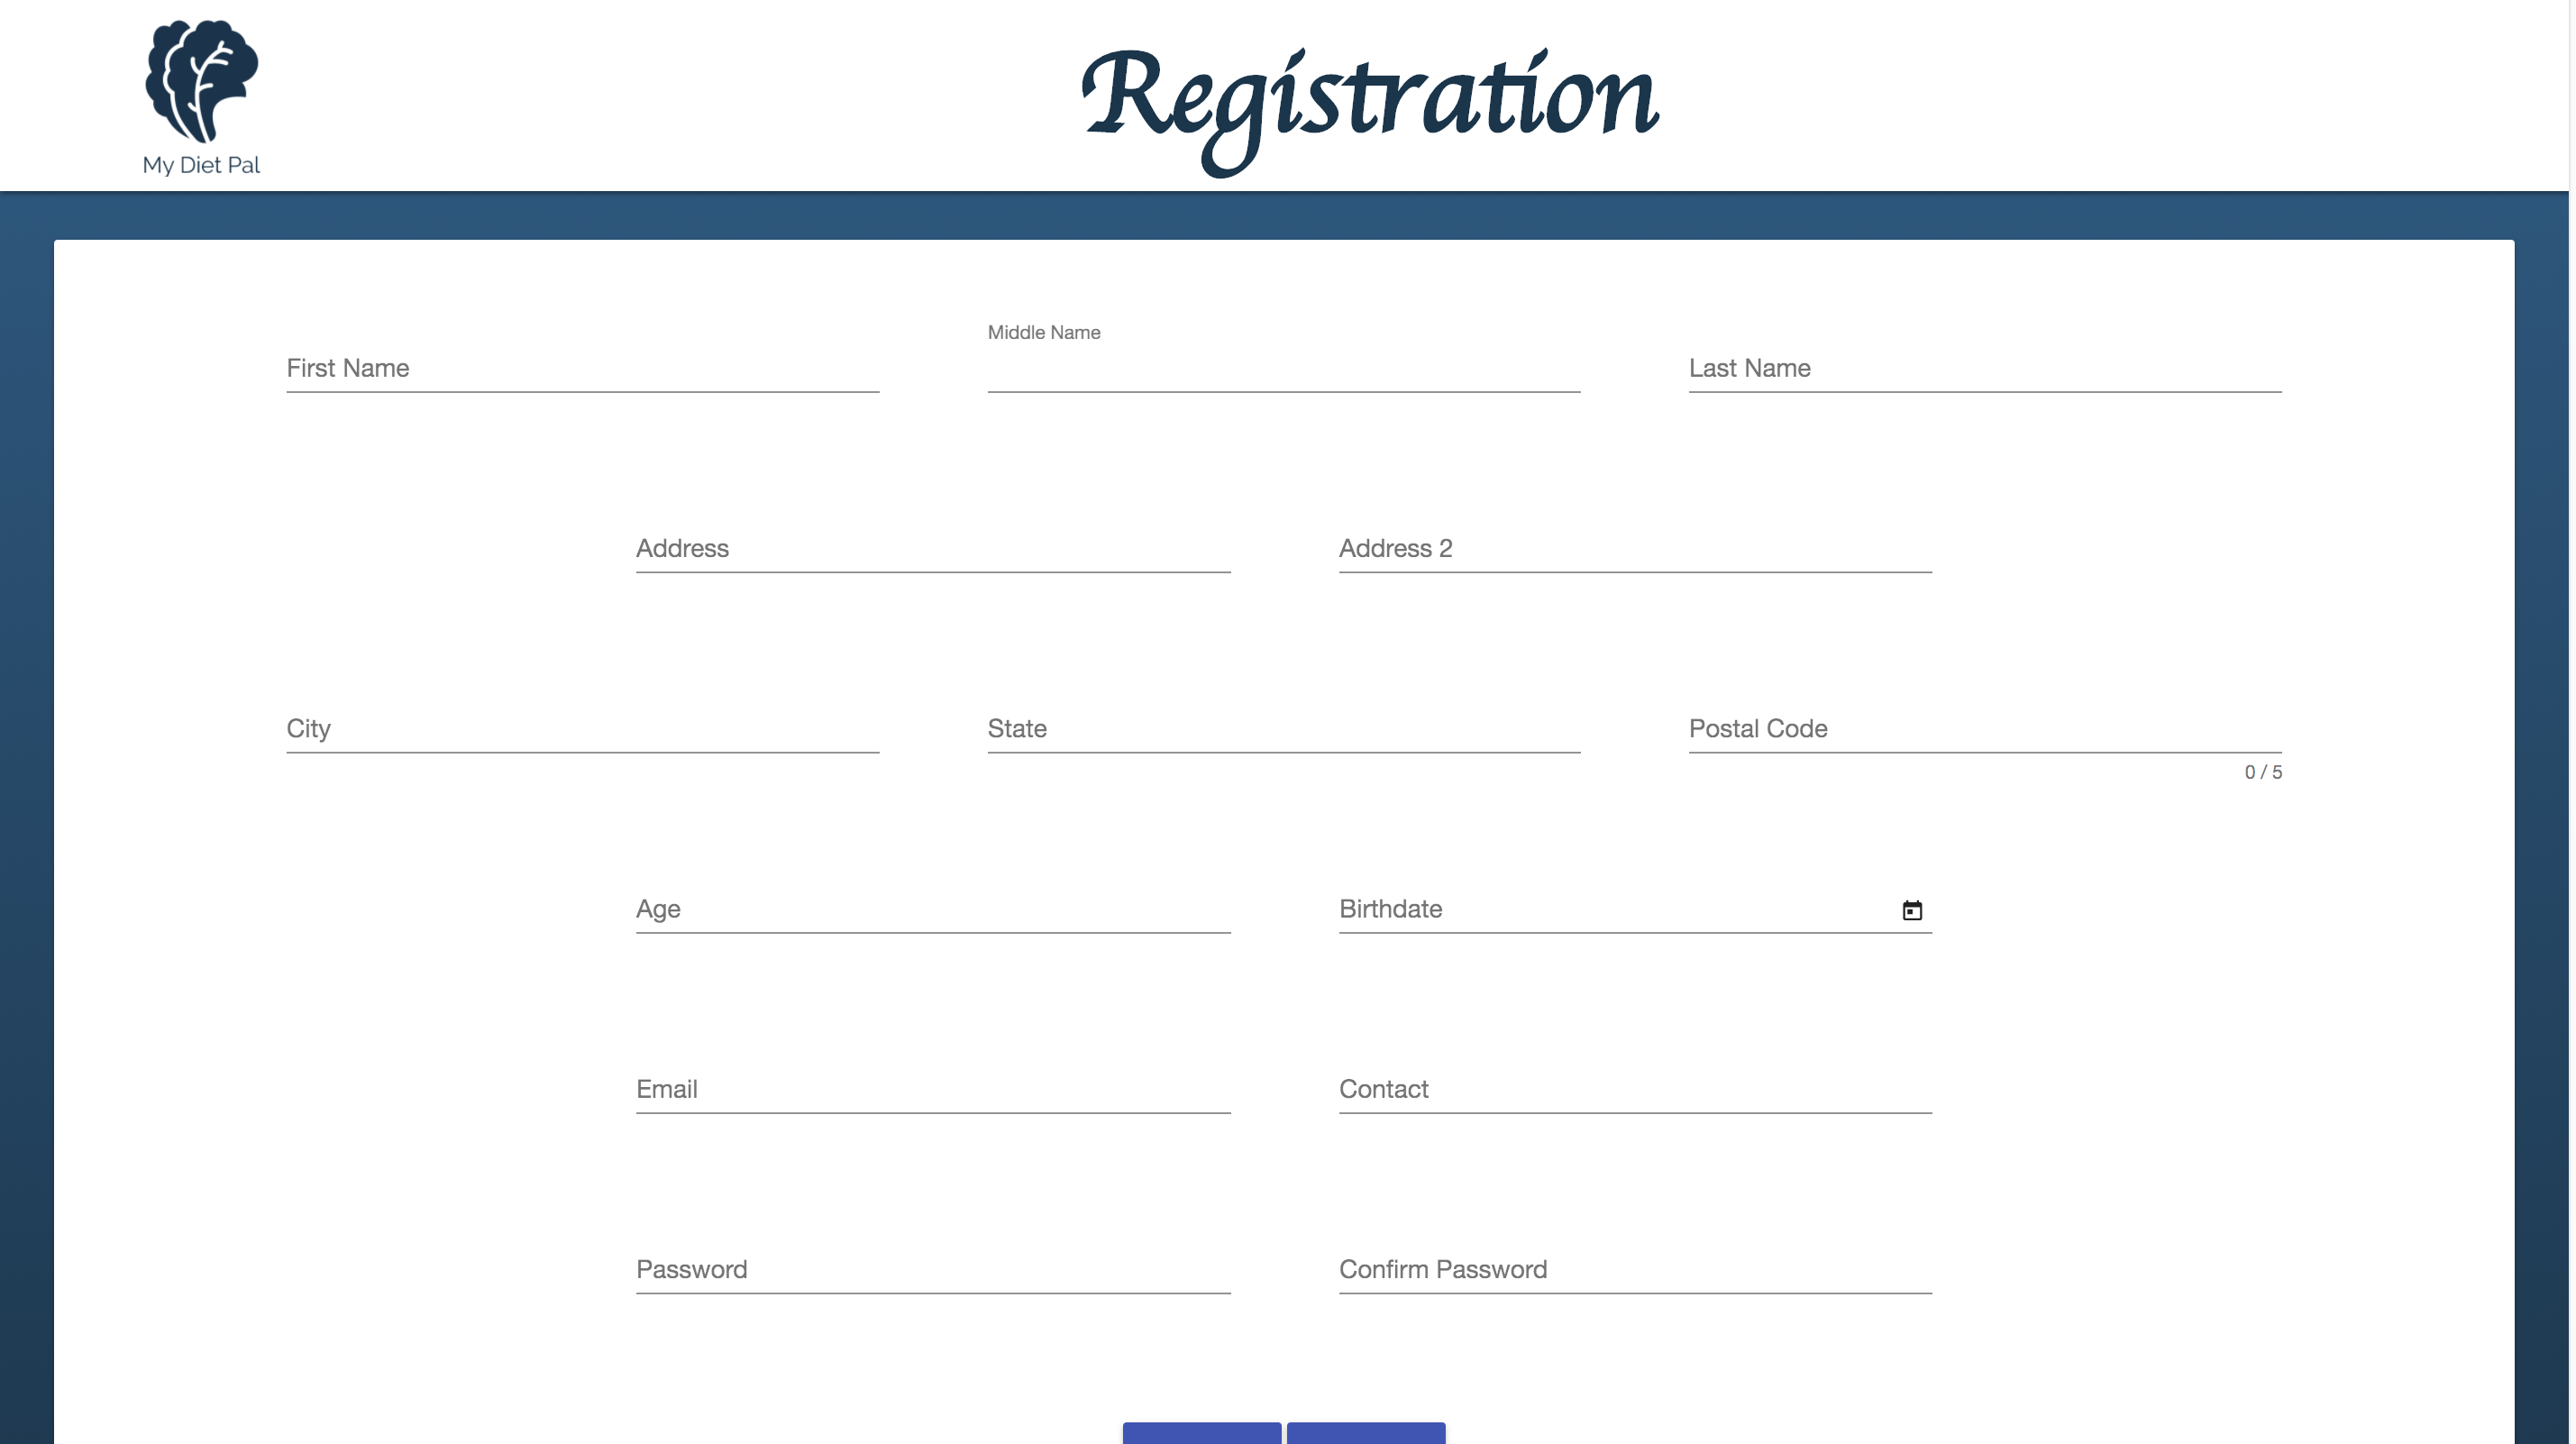 My Diet Pal
Registration
First Name
Middle Name
Last Name
Address
Address 2
City
State
Postal Code
0 / 5
Age
Birthdate
Email
Contact
Password
Confirm Password